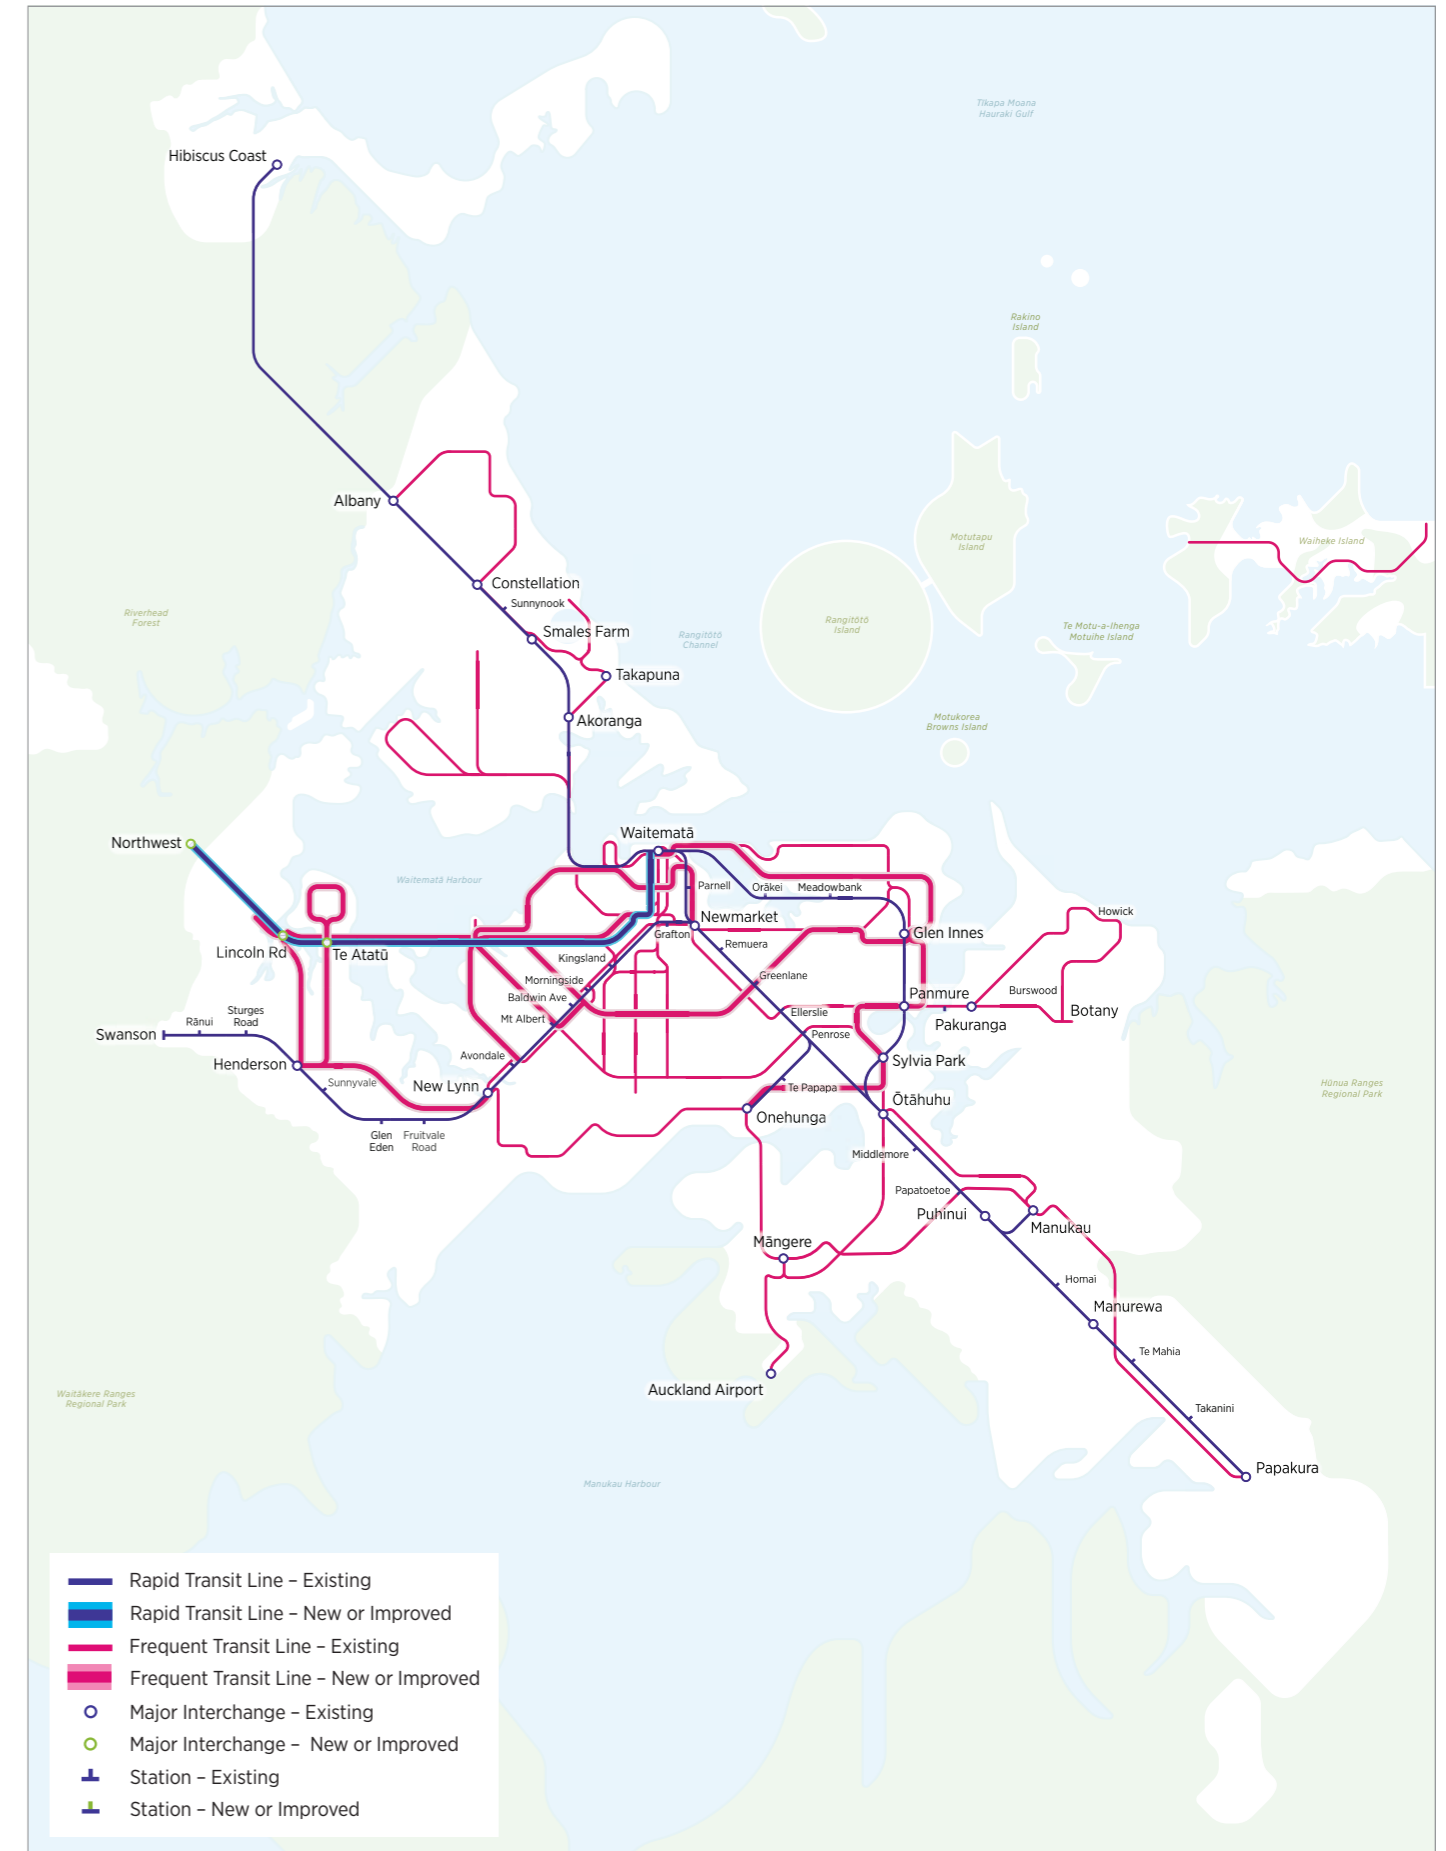 Tīkapa Moana
Hauraki Gulf
Hibiscus Coast
Rakino
Island
Albany
Motutapu
Island
Waiheke Island
Constellation
Sunnynook
Riverhead
Forest
Smales Farm
Rangitōtō
Channel
Rangitōtō
Island
Te Motu-a-Ihenga
Motuihe Island
Takapuna
Akoranga
Motukorea
Browns Island
Northwest
Waitematā
Waitematā Harbour
Parnell
Orākei
Meadowbank
Howick
Newmarket
Grafton
Glen Innes
Lincoln Rd
Te Atatū
Remuera
Kingsland
Greenlane
Morningside
Baldwin Ave
Burswood
Panmure
Sturges
Road
Rānui
Mt Albert
Ellerslie
Botany
Pakuranga
Swanson
Penrose
Avondale
Henderson
Sylvia Park
Sunnyvale
New Lynn
Te Papapa
Hūnua Ranges
Regional Park
Ōtāhuhu
Onehunga
Glen
Eden
Fruitvale
Road
Middlemore
Papatoetoe
Puhinui
Manukau
Māngere
Homai
Manurewa
Te Mahia
Auckland Airport
Waitākere Ranges
Regional Park
Takanini
Papakura
Manukau Harbour
Rapid Transit Line – Existing
Rapid Transit Line – New or Improved
Frequent Transit Line – Existing
Frequent Transit Line – New or Improved
Major Interchange – Existing
Major Interchange – New or Improved
Station – Existing
Station – New or Improved